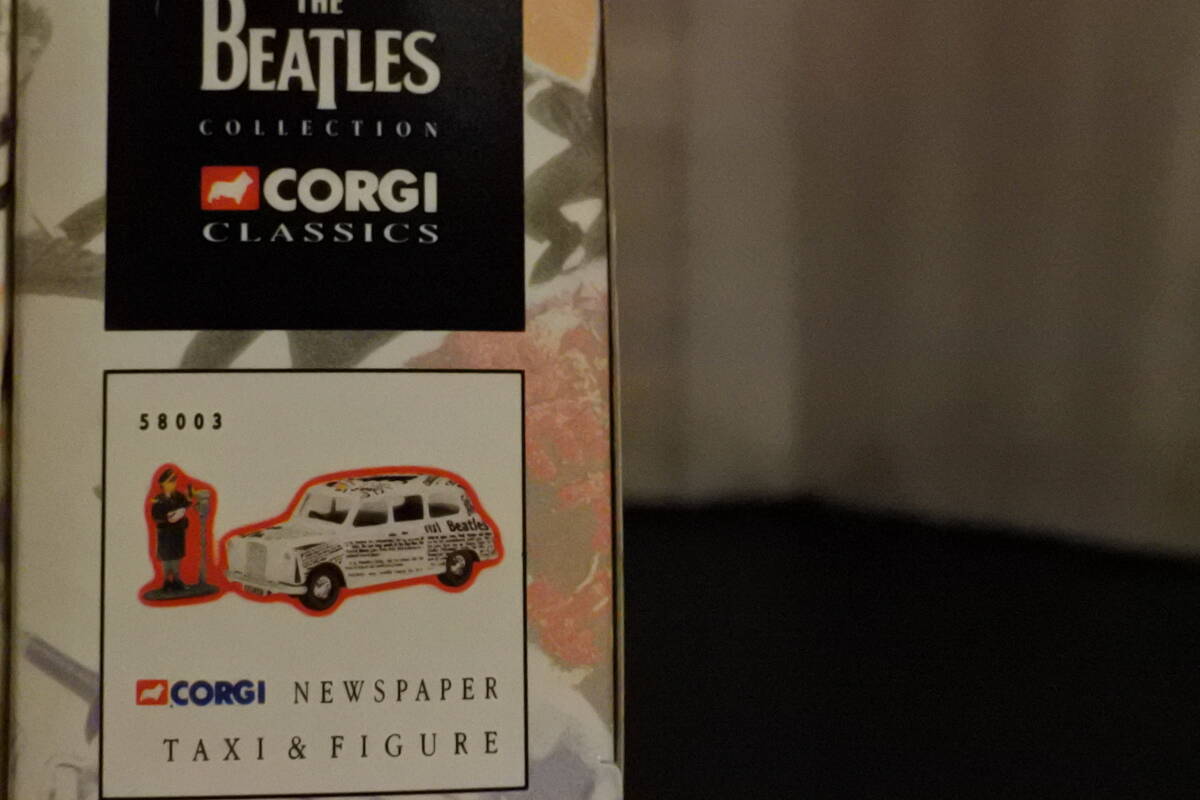 THE
BEATLES
COLLECTION
CORGI
CLASSICS
58003
Beatles
CORGI NEWSPAPER
TAXI & FIGURE